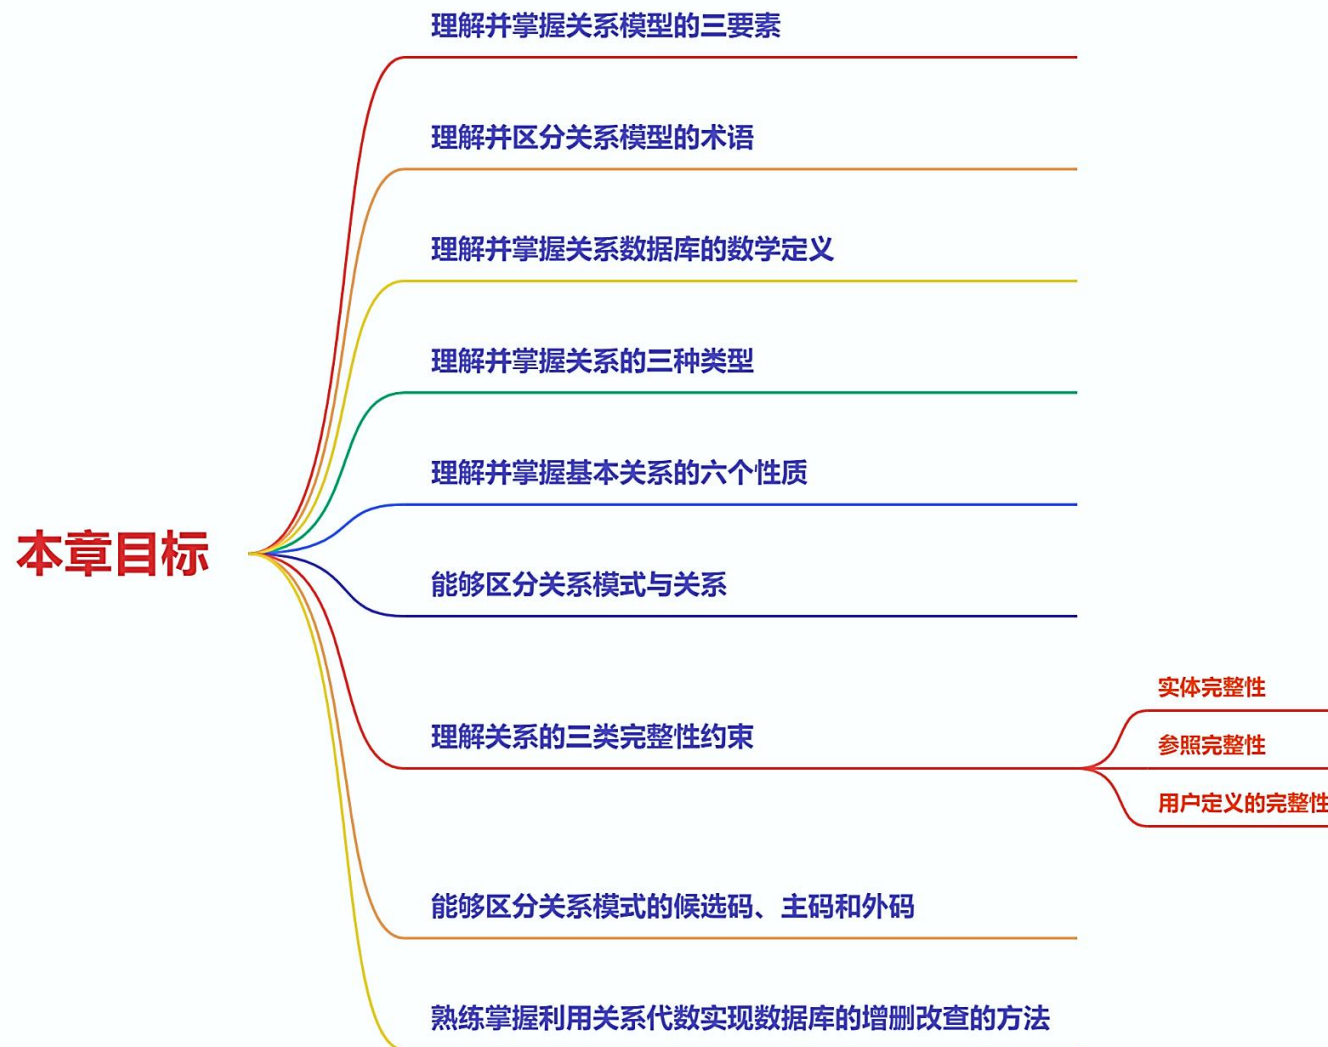 理解并掌握关系模型的三要素
理解并区分关系模型的术语
理解并掌握关系数据库的数学定义
理解并掌握关系的三种类型
理解并掌握基本关系的六个性质
本章目标
能够区分关系模式与关系
理解关系的三类完整性约束
实体完整性
参照完整性
用户定义的完整性
能够区分关系模式的候选码、主码和外码
熟练掌握利用关系代数实现数据库的增删改查的方法